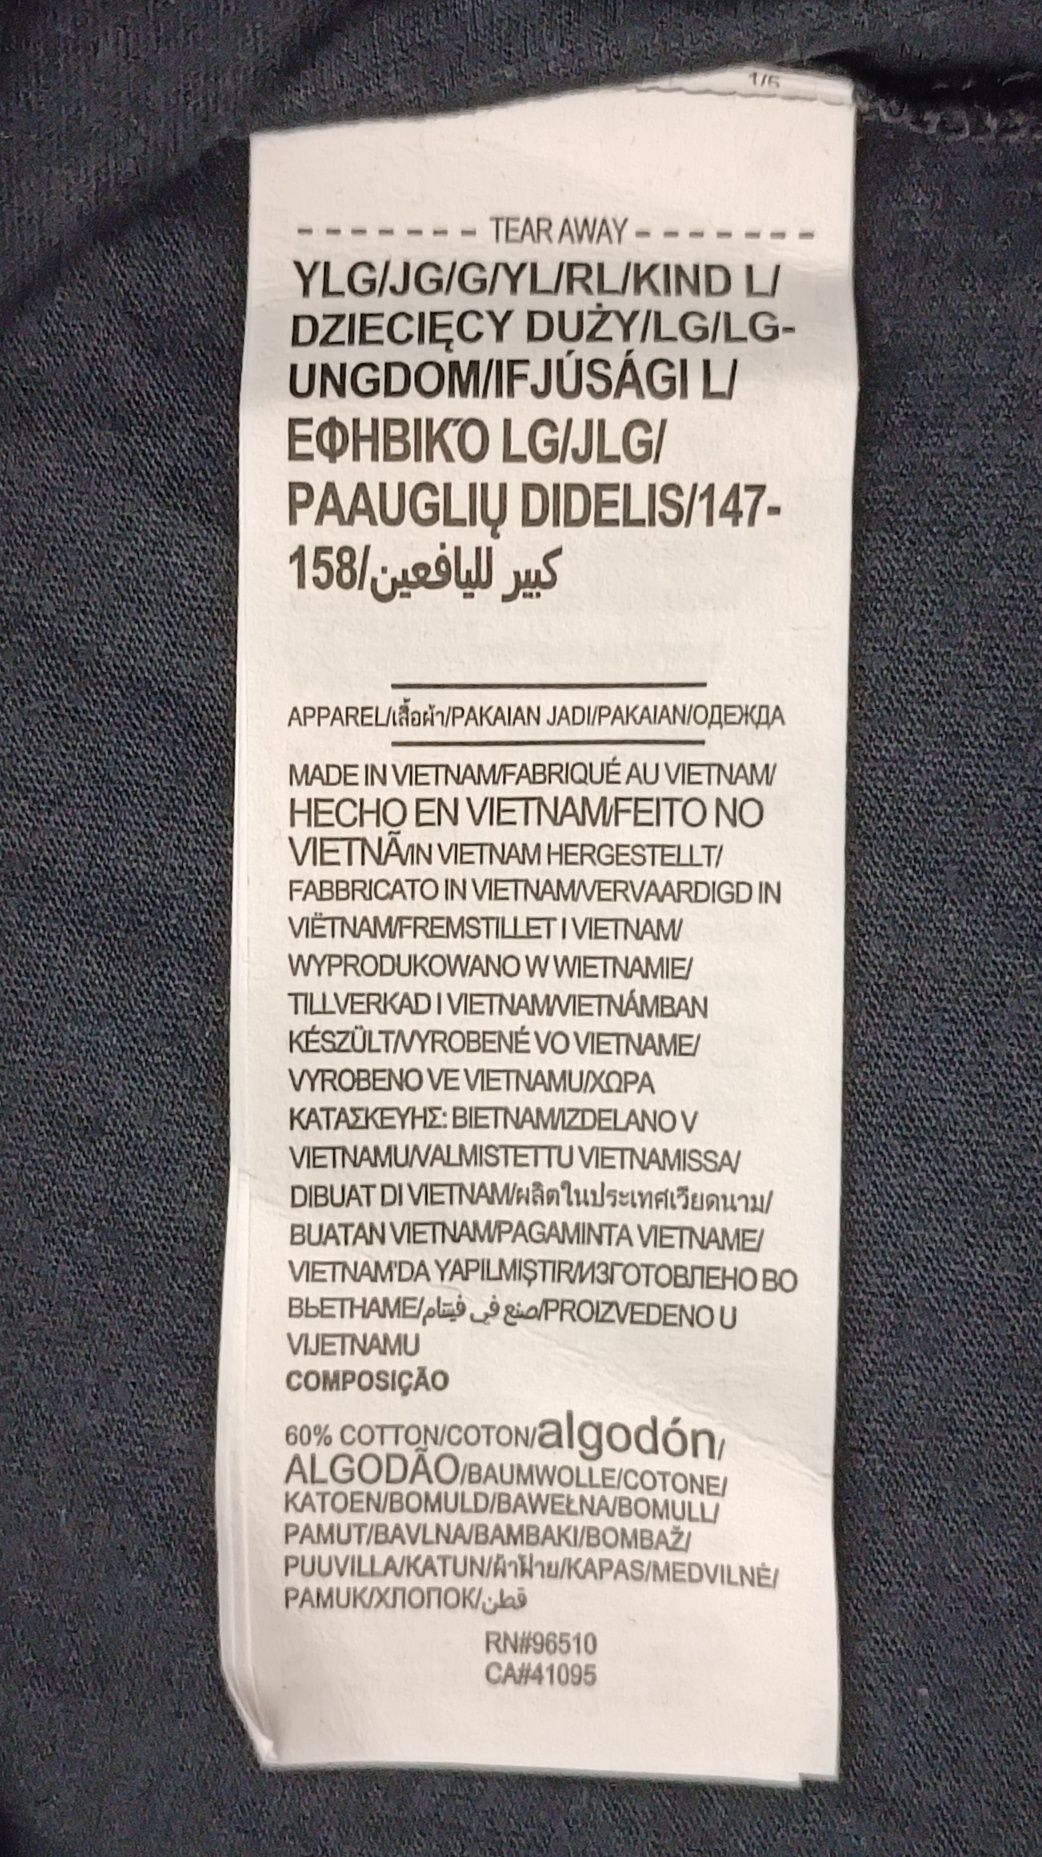 1/6
- - - - - - - TEAR AWAY - - - - - - -
YLG/JG/G/YL/RL/KIND L/
DZIECIĘCY DUŻY/LG/LG-
UNGDOM/IFJÚSÁGI L/
ΕΦΗΒΙΚΌ LG/JLG/
PAAUGLIŲ DIDELIS/147-
158/كبير لليافعين
APPAREL/เสื้อผ้า/PAKAIAN JADI/PAKAIAN/ОДЕЖДА
MADE IN VIETNAM/FABRIQUÉ AU VIETNAM/
HECHO EN VIETNAM/FEITO NO
VIETNÃ/IN VIETNAM HERGESTELLT/
FABBRICATO IN VIETNAM/VERVAARDIGD IN
VIËTNAM/FREMSTILLET I VIETNAM/
WYPRODUKOWANO W WIETNAMIE/
TILLVERKAD I VIETNAM/VIETNÁMBAN
KÉSZÜLT/VYROBENÉ VO VIETNAME/
VYROBENO VE VIETNAMU/ΧΩΡΑ
ΚΑΤΑΣΚΕΥΗΣ: ΒΙΕΤΝΑΜ/IZDELANO V
VIETNAMU/VALMISTETTU VIETNAMISSA/
DIBUAT DI VIETNAM/ผลิตในประเทศเวียดนาม/
BUATAN VIETNAM/PAGAMINTA VIETNAME/
VIETNAM'DA YAPILMIŞTIR/ИЗГОТОВЛЕНО ВО
ВЬЕТНАМЕ/صنع في فيتنام/PROIZVEDENO U
VIJETNAMU
COMPOSIÇÃO
60% COTTON/COTON/algodón/
ALGODÃO/BAUMWOLLE/COTONE/
KATOEN/BOMULD/BAWEŁNA/BOMULL/
PAMUT/BAVLNA/ΒΑΜΒΑΚΙ/BOMBAŽ/
PUUVILLA/KATUN/ผ้าฝ้าย/KAPAS/MEDVILNĖ/
PAMUK/ХЛОПОК/قطن
RN#96510
CA#41095